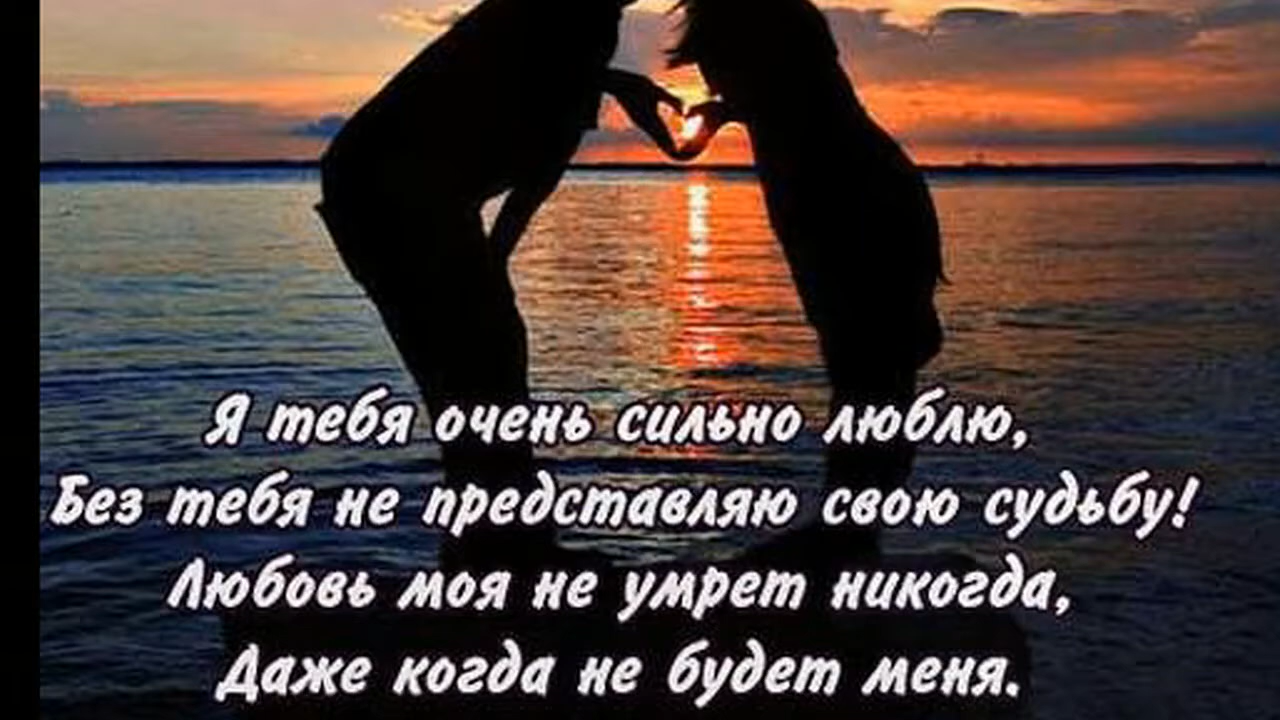 Я тебя очень сильно люблю,
Без тебя не представляю свою судьбу!
Любовь моя не умрет никогда,
Даже когда не будет меня.